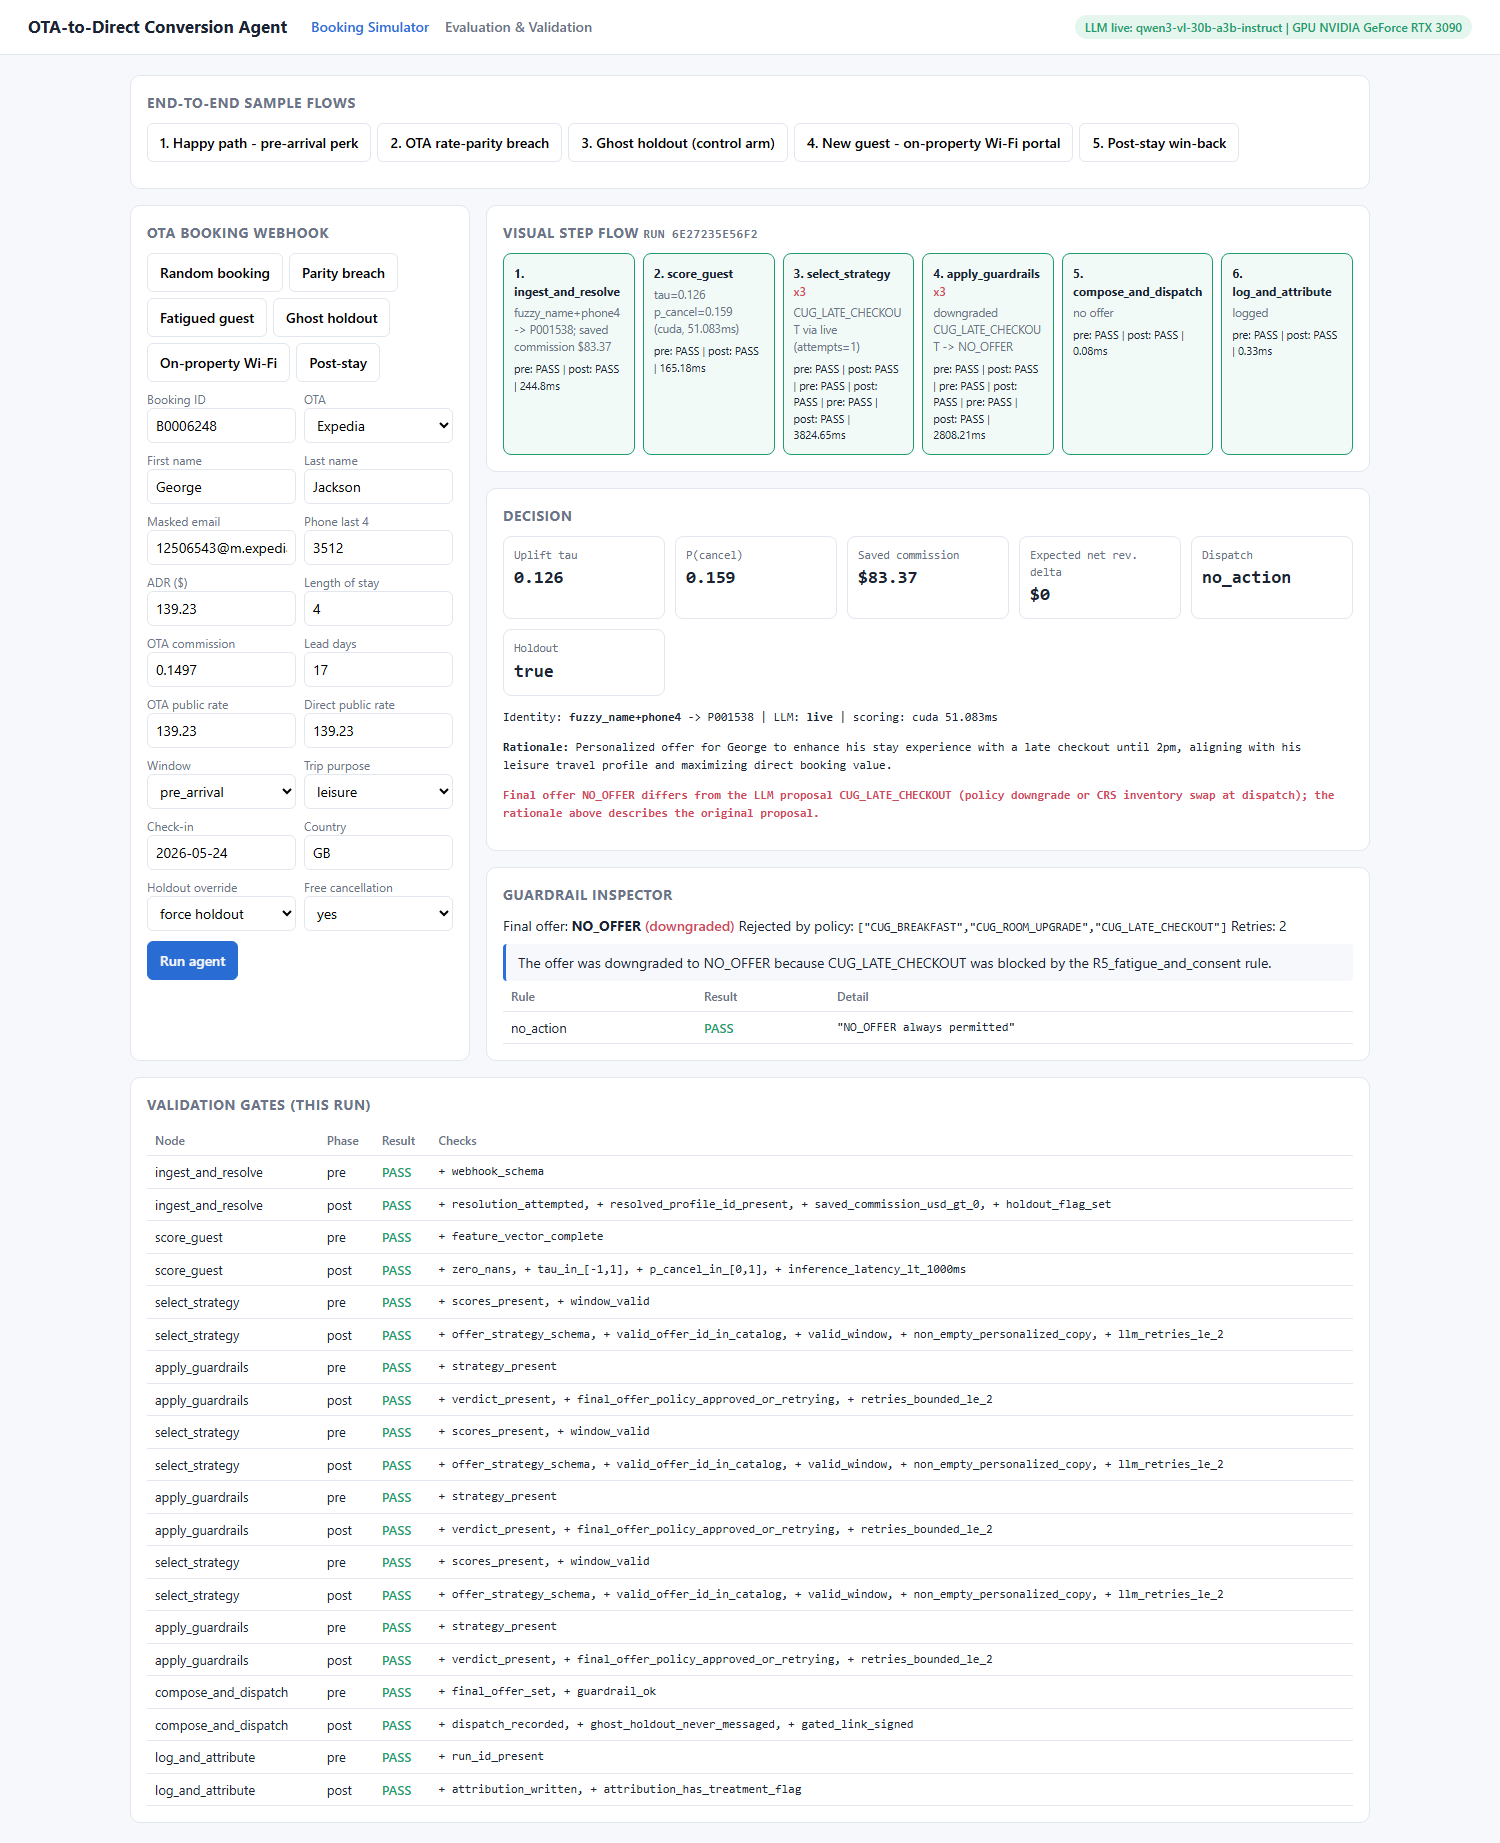 OTA-to-Direct Conversion Agent
Booking Simulator
Evaluation & Validation
LLM live: qwen3-vl-30b-a3b-instruct | GPU NVIDIA GeForce RTX 3090
END-TO-END SAMPLE FLOWS
1. Happy path - pre-arrival perk
2. OTA rate-parity breach
3. Ghost holdout (control arm)
4. New guest - on-property Wi-Fi portal
5. Post-stay win-back
OTA BOOKING WEBHOOK
Random booking
Parity breach
Fatigued guest
Ghost holdout
On-property Wi-Fi
Post-stay
Booking ID
B0006248
OTA
Expedia
First name
George
Last name
Jackson
Masked email
12506543@m.expedi
Phone last 4
3512
ADR ($)
139.23
Length of stay
4
OTA commission
0.1497
Lead days
17
OTA public rate
139.23
Direct public rate
139.23
Window
pre_arrival
Trip purpose
leisure
Check-in
2026-05-24
Country
GB
Holdout override
force holdout
Free cancellation
yes
Run agent
VISUAL STEP FLOW RUN 6E27235E56F2
1.
ingest_and_resolve
fuzzy_name+phone4
-> P001538; saved
commission $83.37
pre: PASS | post: PASS
| 244.8ms
2. score_guest
tau=0.126
p_cancel=0.159
(cuda, 51.083ms)
pre: PASS | post: PASS
| 165.18ms
3. select_strategy
x3
CUG_LATE_CHECKOU
T via live
(attempts=1)
pre: PASS | post: PASS
| pre: PASS | post:
PASS | pre: PASS |
post: PASS |
3824.65ms
4. apply_guardrails
x3
downgraded
CUG_LATE_CHECKOU
T -> NO_OFFER
pre: PASS | post: PASS
| pre: PASS | post:
PASS | pre: PASS |
post: PASS |
2808.21ms
5.
compose_and_dispatch
no offer
pre: PASS | post: PASS |
0.08ms
6.
log_and_attribute
logged
pre: PASS | post: PASS
| 0.33ms
DECISION
Uplift tau
0.126
P(cancel)
0.159
Saved commission
$83.37
Expected net rev.
delta
$0
Dispatch
no_action
Holdout
true
Identity: fuzzy_name+phone4 -> P001538 | LLM: live | scoring: cuda 51.083ms
Rationale: Personalized offer for George to enhance his stay experience with a late checkout until 2pm, aligning with his
leisure travel profile and maximizing direct booking value.
Final offer NO_OFFER differs from the LLM proposal CUG_LATE_CHECKOUT (policy downgrade or CRS inventory swap at dispatch); the
rationale above describes the original proposal.
GUARDRAIL INSPECTOR
Final offer: NO_OFFER (downgraded) Rejected by policy: ["CUG_BREAKFAST","CUG_ROOM_UPGRADE","CUG_LATE_CHECKOUT"] Retries: 2
The offer was downgraded to NO_OFFER because CUG_LATE_CHECKOUT was blocked by the R5_fatigue_and_consent rule.
Rule Result Detail
no_action PASS "NO_OFFER always permitted"
VALIDATION GATES (THIS RUN)
Node Phase Result Checks
ingest_and_resolve pre PASS + webhook_schema
ingest_and_resolve post PASS + resolution_attempted, + resolved_profile_id_present, + saved_commission_usd_gt_0, + holdout_flag_set
score_guest pre PASS + feature_vector_complete
score_guest post PASS + zero_nans, + tau_in_[-1,1], + p_cancel_in_[0,1], + inference_latency_lt_1000ms
select_strategy pre PASS + scores_present, + window_valid
select_strategy post PASS + offer_strategy_schema, + valid_offer_id_in_catalog, + valid_window, + non_empty_personalized_copy, + llm_retries_le_2
apply_guardrails pre PASS + strategy_present
apply_guardrails post PASS + verdict_present, + final_offer_policy_approved_or_retrying, + retries_bounded_le_2
select_strategy pre PASS + scores_present, + window_valid
select_strategy post PASS + offer_strategy_schema, + valid_offer_id_in_catalog, + valid_window, + non_empty_personalized_copy, + llm_retries_le_2
apply_guardrails pre PASS + strategy_present
apply_guardrails post PASS + verdict_present, + final_offer_policy_approved_or_retrying, + retries_bounded_le_2
select_strategy pre PASS + scores_present, + window_valid
select_strategy post PASS + offer_strategy_schema, + valid_offer_id_in_catalog, + valid_window, + non_empty_personalized_copy, + llm_retries_le_2
apply_guardrails pre PASS + strategy_present
apply_guardrails post PASS + verdict_present, + final_offer_policy_approved_or_retrying, + retries_bounded_le_2
compose_and_dispatch pre PASS + final_offer_set, + guardrail_ok
compose_and_dispatch post PASS + dispatch_recorded, + ghost_holdout_never_messaged, + gated_link_signed
log_and_attribute pre PASS + run_id_present
log_and_attribute post PASS + attribution_written, + attribution_has_treatment_flag